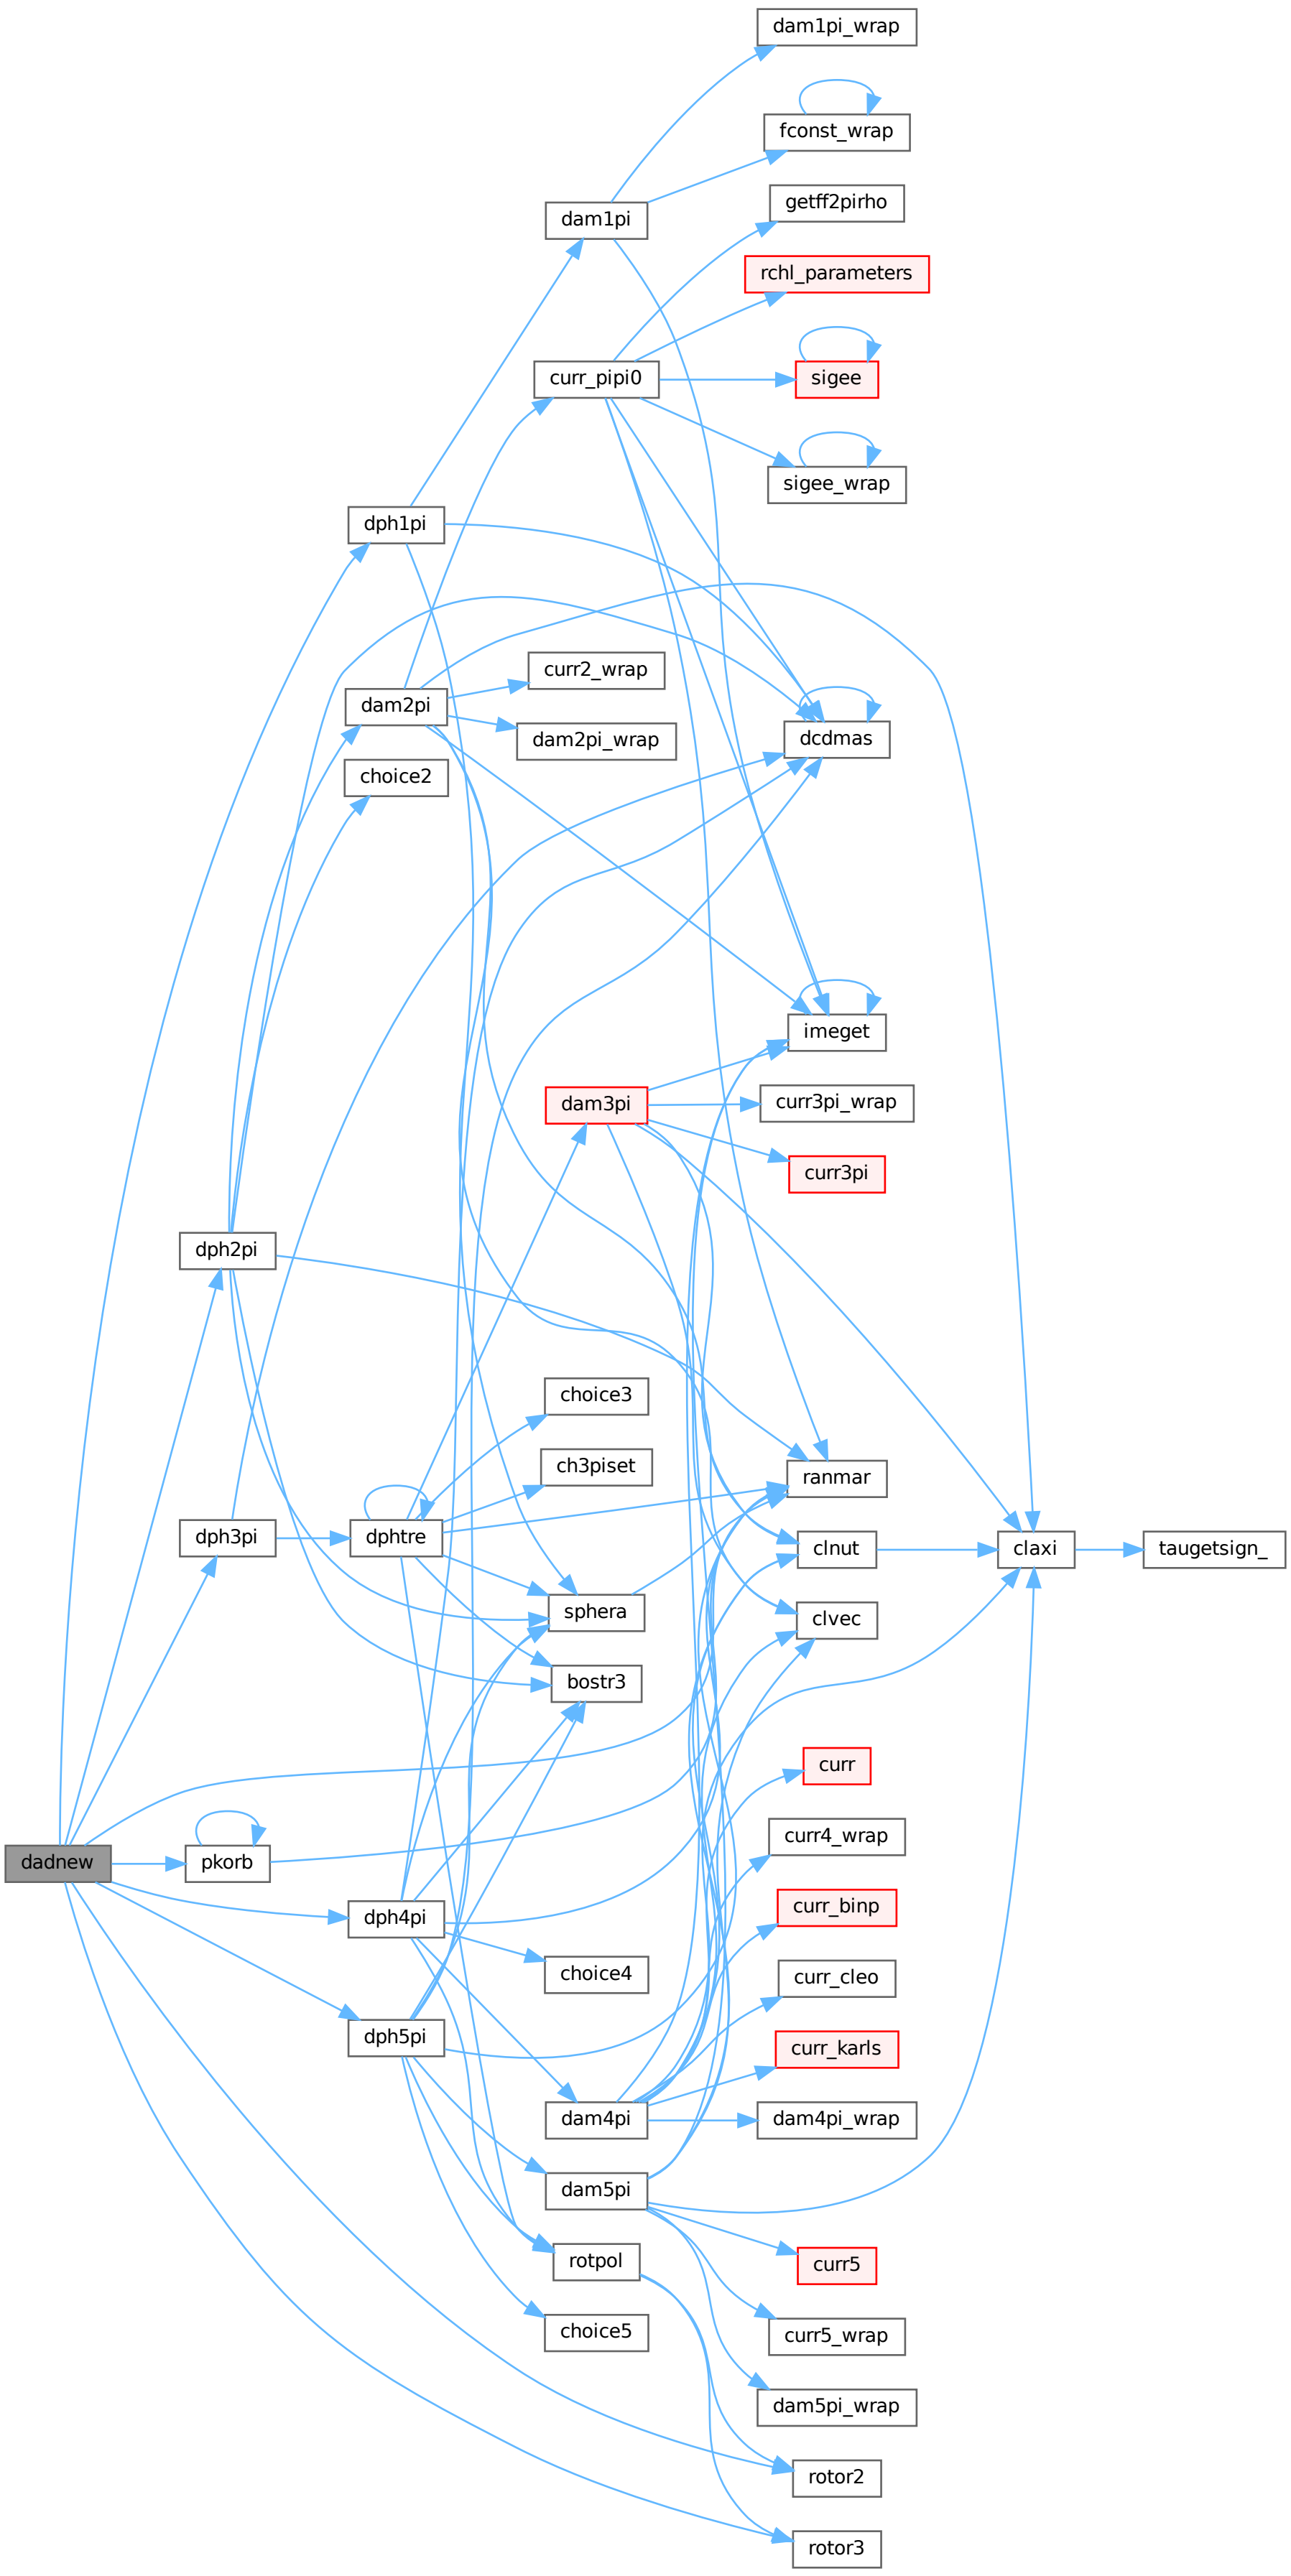 dam1pi_wrap
fconst_wrap
getff2pirho
dam1pi
rchl_parameters
curr_pipi0
sigee
sigee_wrap
dph1pi
curr2_wrap
dam2pi
dam2pi_wrap
dcdmas
choice2
imeget
dam3pi
curr3pi_wrap
curr3pi
dph2pi
choice3
ch3piset
ranmar
dph3pi
dphtre
clnut
claxi
taugetsign_
sphera
clvec
bostr3
curr
curr4_wrap
dadnew
pkorb
curr_binp
dph4pi
choice4
curr_cleo
dph5pi
curr_karls
dam4pi
dam4pi_wrap
dam5pi
rotpol
curr5
choice5
curr5_wrap
dam5pi_wrap
rotor2
rotor3